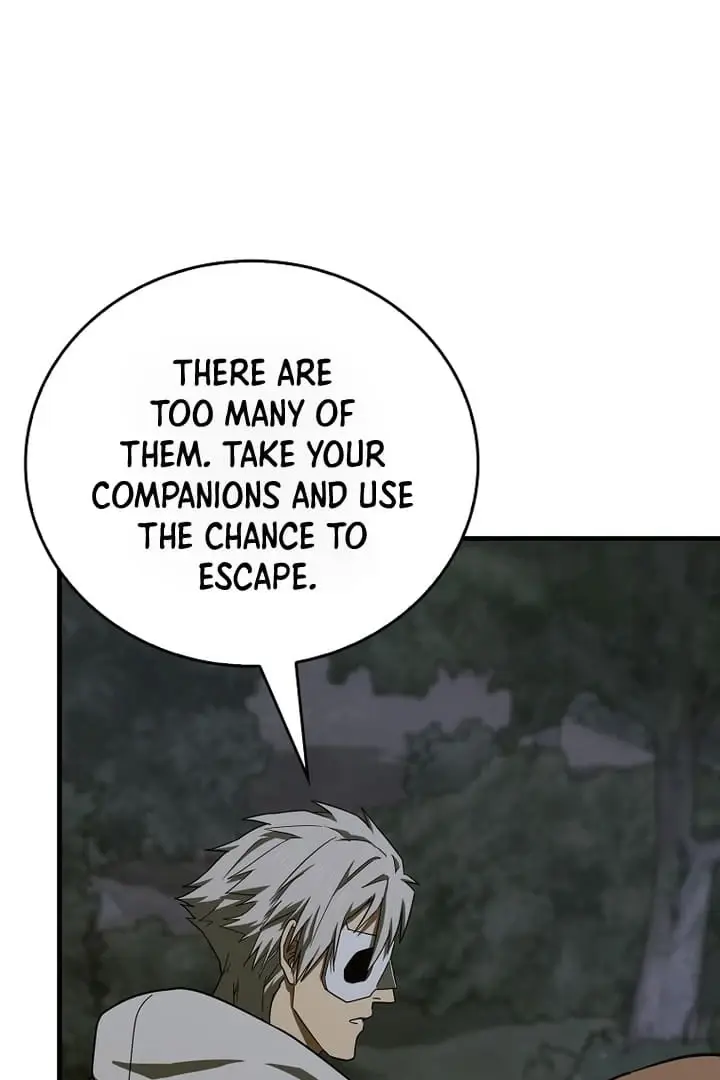 THERE ARE
TOO MANY OF
THEM. TAKE YOUR
COMPANIONS AND USE
THE CHANCE TO
ESCAPE.